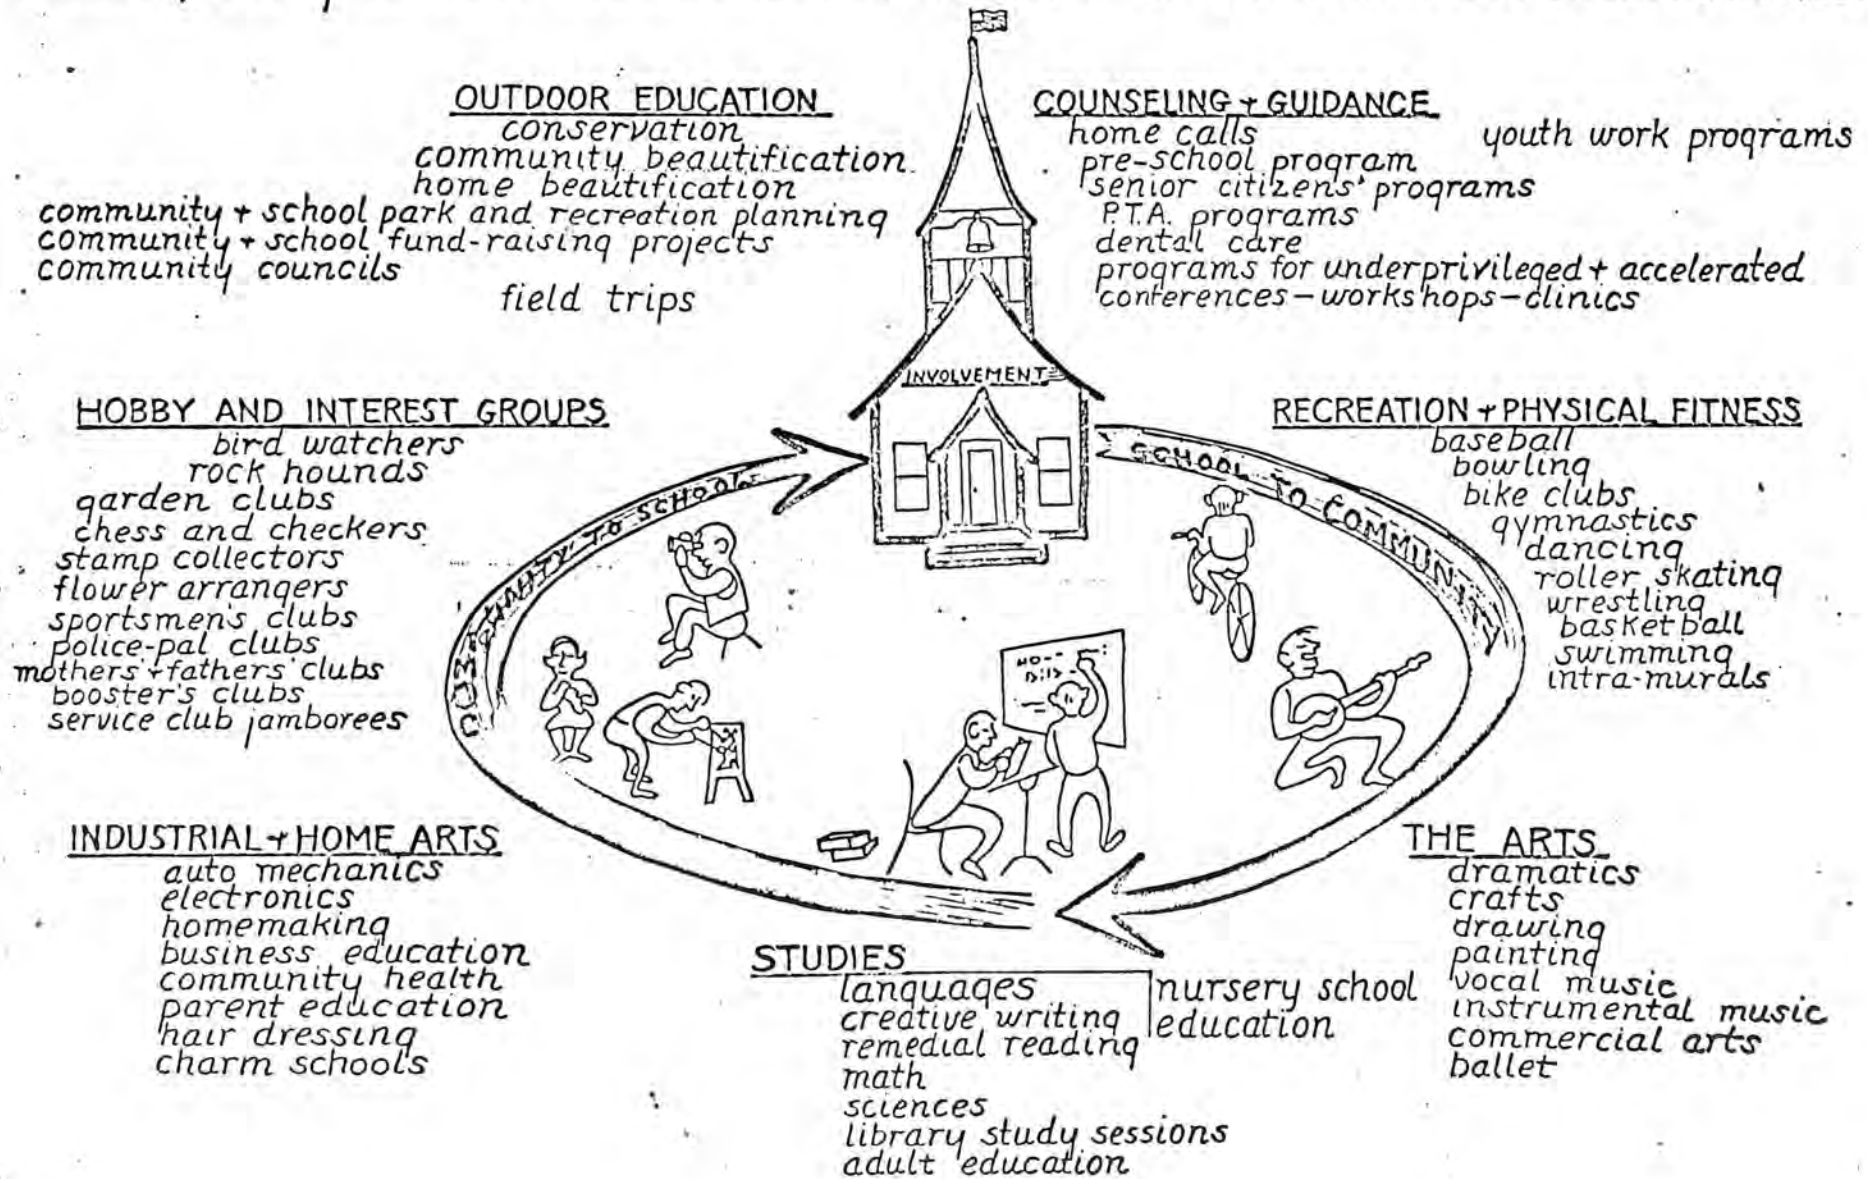 OUTDOOR EDUCATION
conservation
community beautification
home beautification
community + school park and recreation planning
community + school fund-raising projects
community councils
field trips
COUNSELING + GUIDANCE
home calls
youth work programs
pre-school program
senior citizens' programs
P.T.A. programs
dental care
programs for underprivileged + accelerated
conferences - workshops - clinics
INVOLVEMENT
HOBBY AND INTEREST GROUPS
bird watchers
rock hounds
garden clubs
chess and checkers
stamp collectors
flower arrangers
sportsmen's clubs
police-pal clubs
mothers' + fathers' clubs
booster's clubs
service club jamborees
COMMUNITY TO SCHOOL
SCHOOL TO COMMUNITY
RECREATION + PHYSICAL FITNESS
baseball
bowling
bike clubs
gymnastics
dancing
roller skating
wrestling
basketball
swimming
intra-murals
INDUSTRIAL + HOME ARTS
auto mechanics
electronics
homemaking
business education
community health
parent education
hair dressing
charm schools
STUDIES
languages
creative writing
remedial reading
math
sciences
library study sessions
adult education
nursery school
education
THE ARTS
dramatics
crafts
drawing
painting
vocal music
instrumental music
commercial arts
ballet